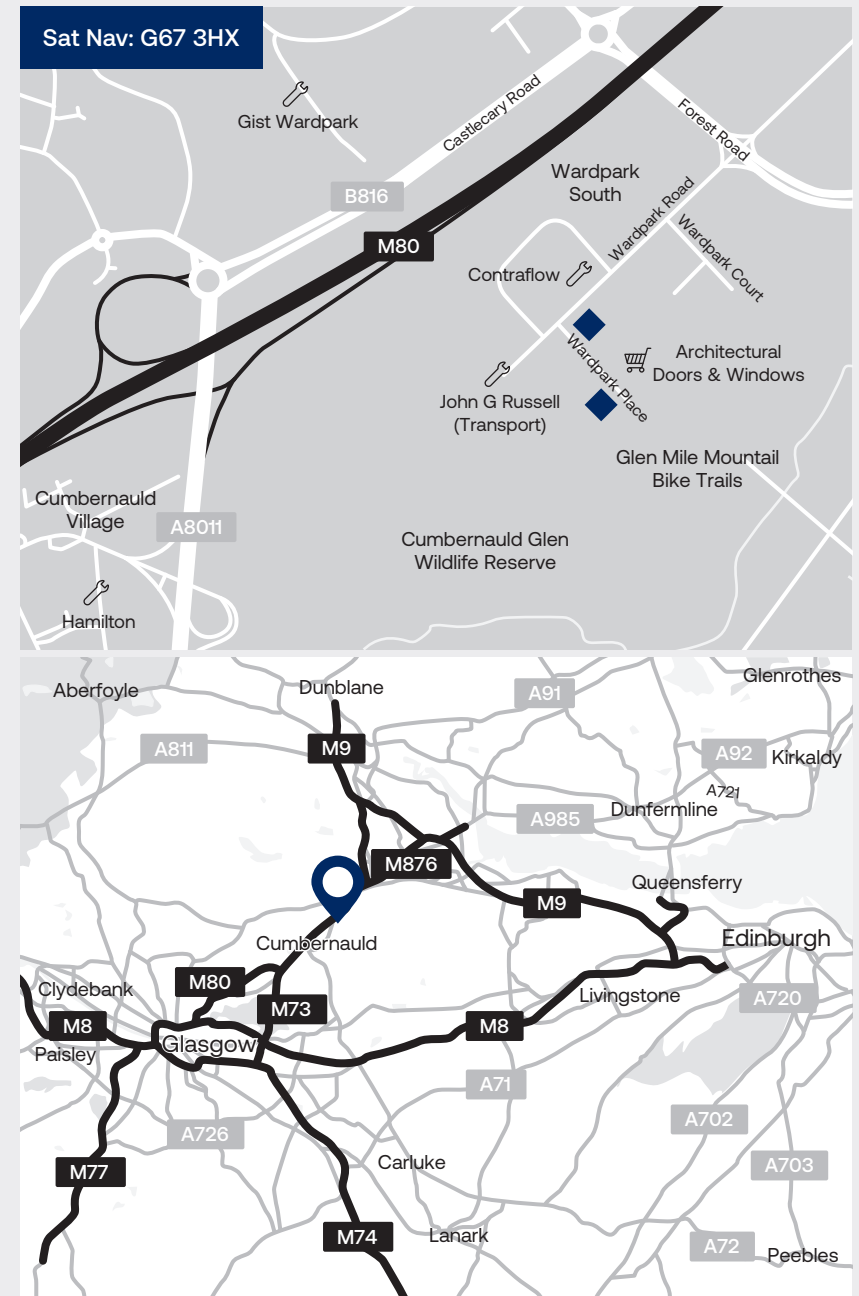 Sat Nav: G67 3HX
Gist Wardpark
Castlecary Road
Forest Road
B816
Wardpark
South
M80
Wardpark Road
Wardpark Court
Contraflow
Wardpark Place
Architectural
Doors & Windows
John G Russell
(Transport)
Glen Mile Mountain
Bike Trails
Cumbernauld
Village
A8011
Cumbernauld Glen
Wildlife Reserve
Hamilton
Aberfoyle
Dunblane
A91
Glenrothes
A811
M9
A92
Kirkaldy
A721
A985
Dunfermline
M876
Queensferry
M9
Cumbernauld
Edinburgh
M80
Clydebank
M73
Livingstone
A720
M8
M8
Glasgow
Paisley
A71
A726
A702
Carluke
A703
M77
M74
Lanark
A72
Peebles